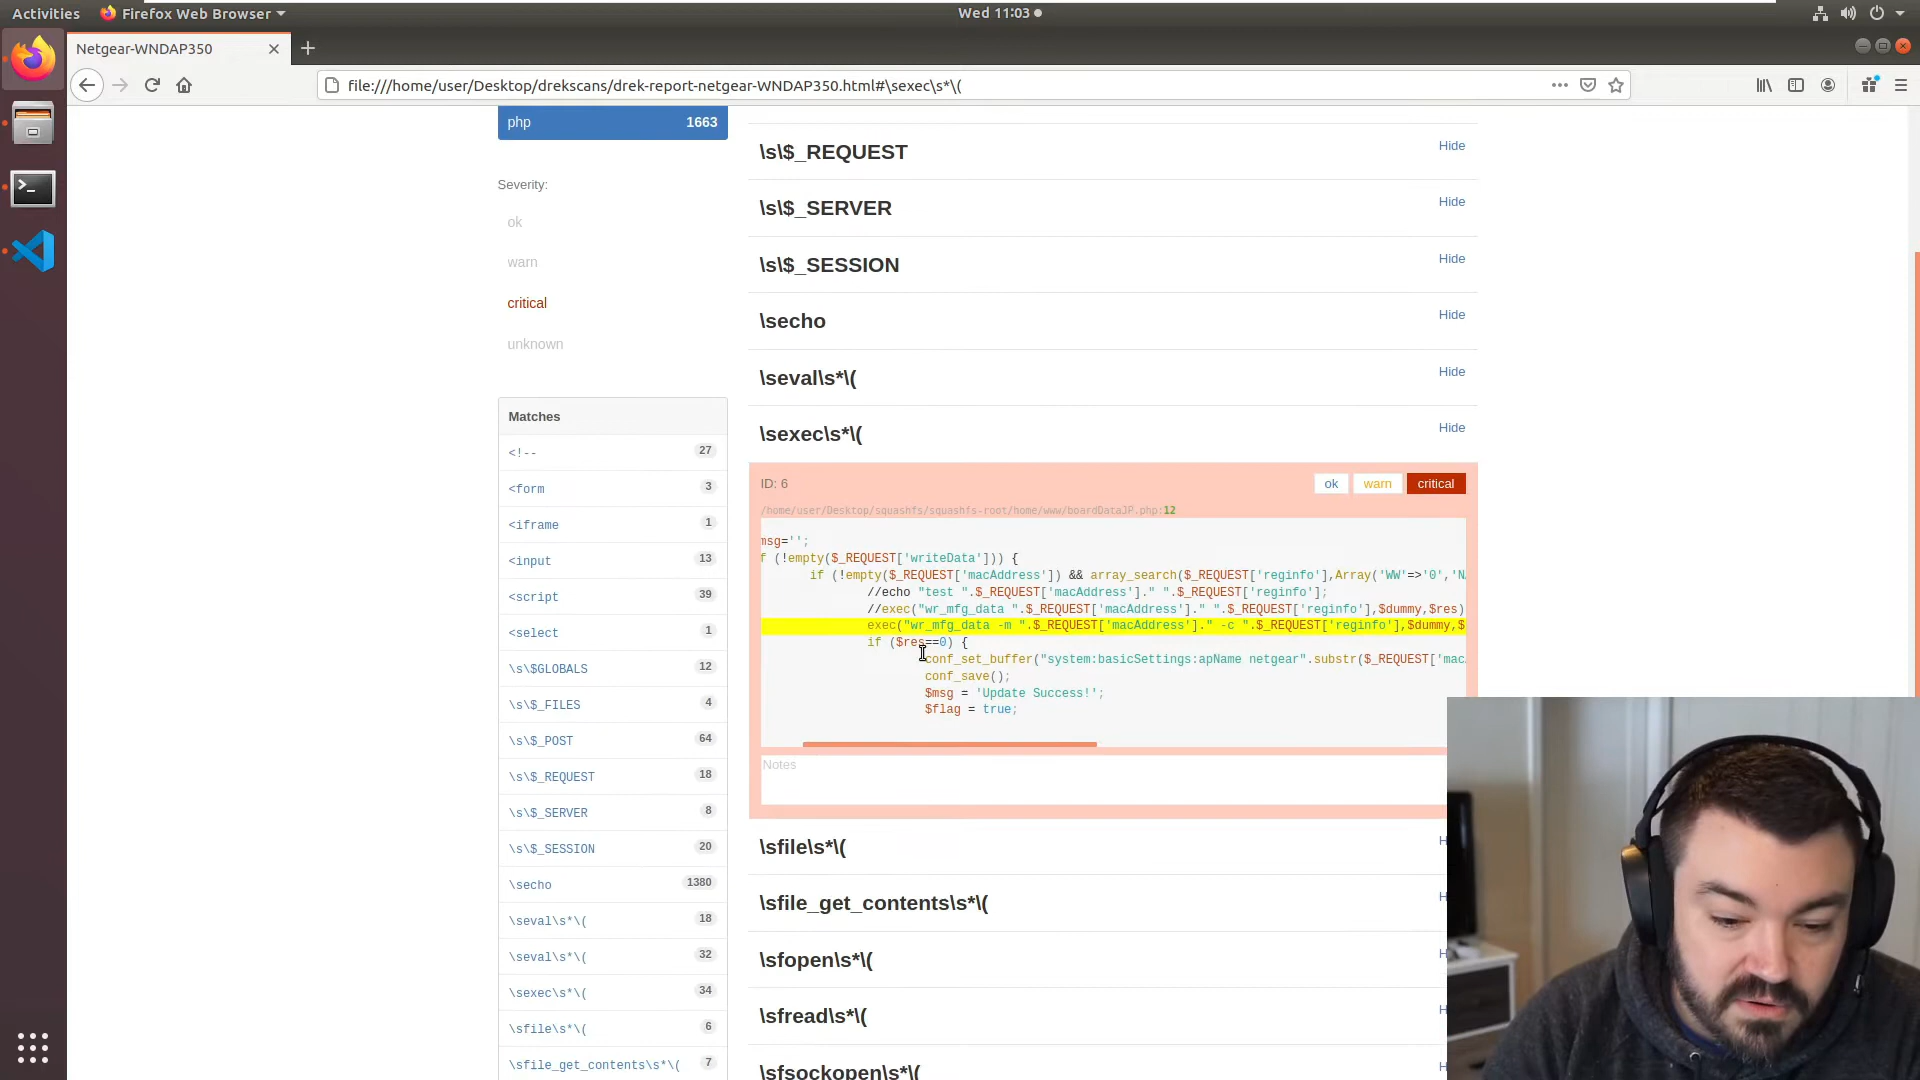 Activities
Firefox Web Browser
Wed 11:03
Netgear-WNDAP350
file:///home/user/Desktop/drekscans/drek-report-netgear-WNDAP350.html#\sexec\s*\(
php 1663
Severity:
ok
warn
critical
unknown
Matches
<!-- 27
<form 3
<iframe 1
<input 13
<script 39
<select 1
\s\$GLOBALS 12
\s\$_FILES 4
\s\$_POST 64
\s\$_REQUEST 18
\s\$_SERVER 8
\s\$_SESSION 20
\secho 1380
\seval\s*\( 18
\seval\s*\( 32
\sexec\s*\( 34
\sfile\s*\( 6
\sfile_get_contents\s*\( 7
\s\$_REQUEST Hide
\s\$_SERVER Hide
\s\$_SESSION Hide
\secho Hide
\seval\s*\( Hide
\sexec\s*\( Hide
ID: 6 ok warn critical
/home/user/Desktop/squashfs/squashfs-root/home/www/boardDataJP.php:12
msg='';
f (!empty($_REQUEST['writeData'])) {
if (!empty($_REQUEST['macAddress']) && array_search($_REQUEST['reginfo'],Array('WW'=>'0','N
//echo "test ".$_REQUEST['macAddress']." ".$_REQUEST['reginfo'];
//exec("wr_mfg_data ".$_REQUEST['macAddress']." ".$_REQUEST['reginfo'],$dummy,$res)
exec("wr_mfg_data -m ".$_REQUEST['macAddress']." -c ".$_REQUEST['reginfo'],$dummy,$
if ($res==0) {
conf_set_buffer("system:basicSettings:apName netgear".substr($_REQUEST['mac
conf_save();
$msg = 'Update Success!';
$flag = true;
Notes
\sfile\s*\( H
\sfile_get_contents\s*\( H
\sfopen\s*\( H
\sfread\s*\( H
\sfsockopen\s*\( H